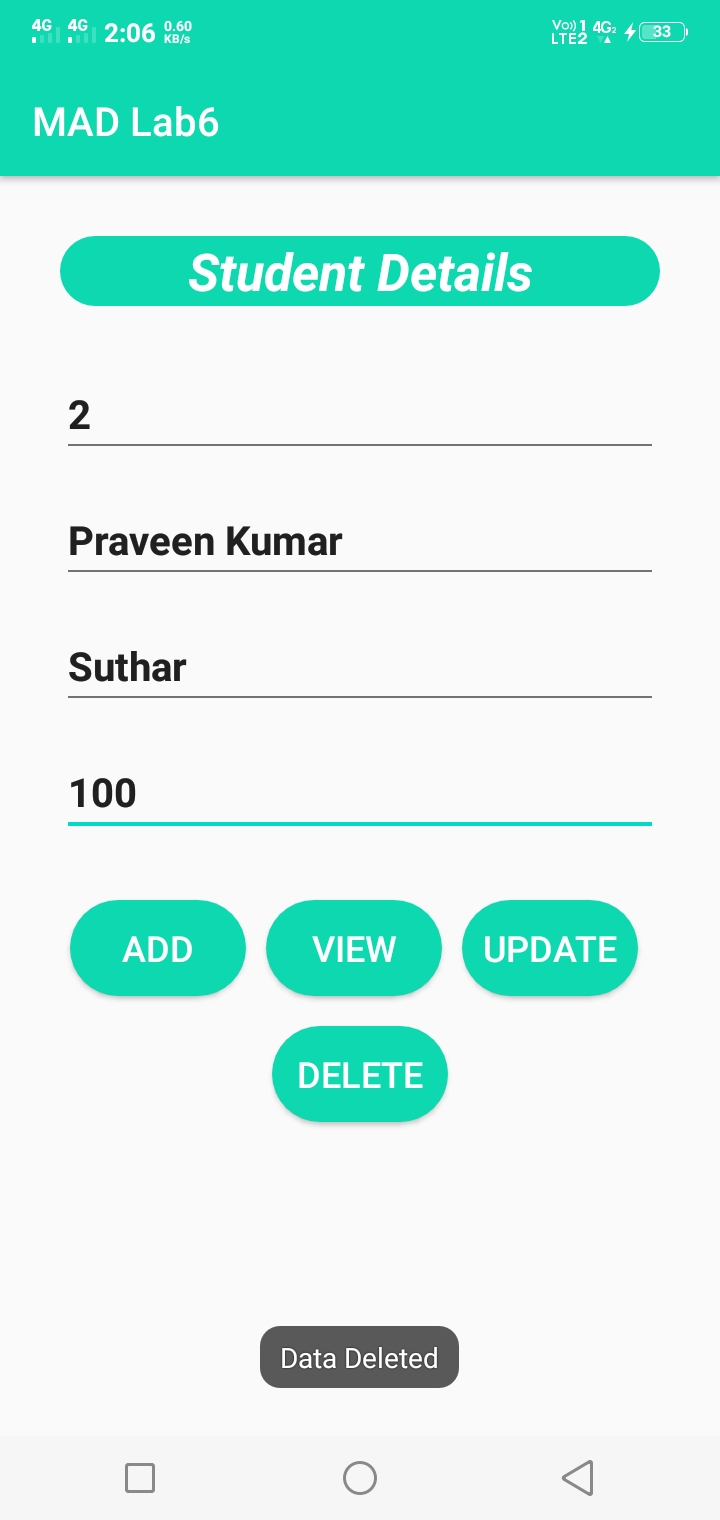 4G 4G 2:06 0.60 KB/s Vo)) 1 LTE2 4G2 33
MAD Lab6
Student Details
2
Praveen Kumar
Suthar
100
ADD VIEW UPDATE
DELETE
Data Deleted